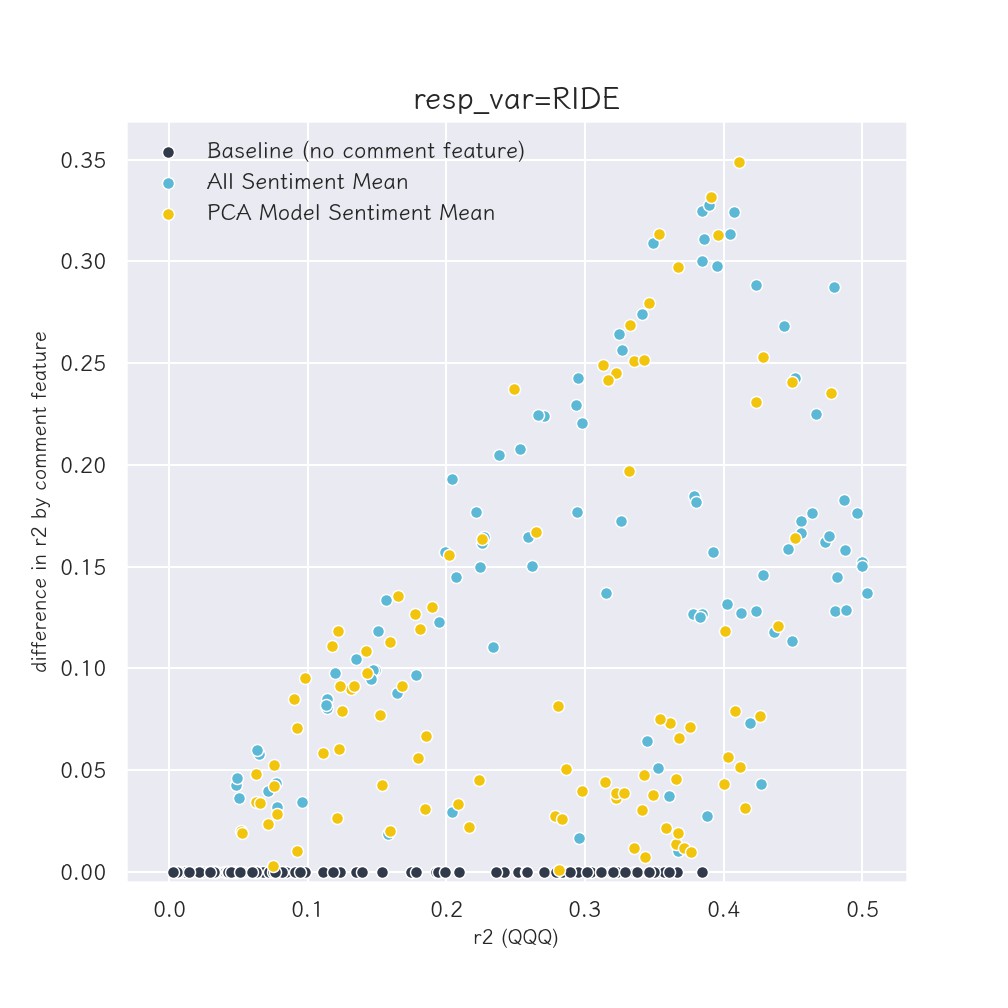 resp_var=RIDE
Baseline (no comment feature)
All Sentiment Mean
PCA Model Sentiment Mean
difference in r2 by comment feature
0.35
0.30
0.25
0.20
0.15
0.10
0.05
0.00
0.0 0.1 0.2 0.3 0.4 0.5
r2 (QQQ)